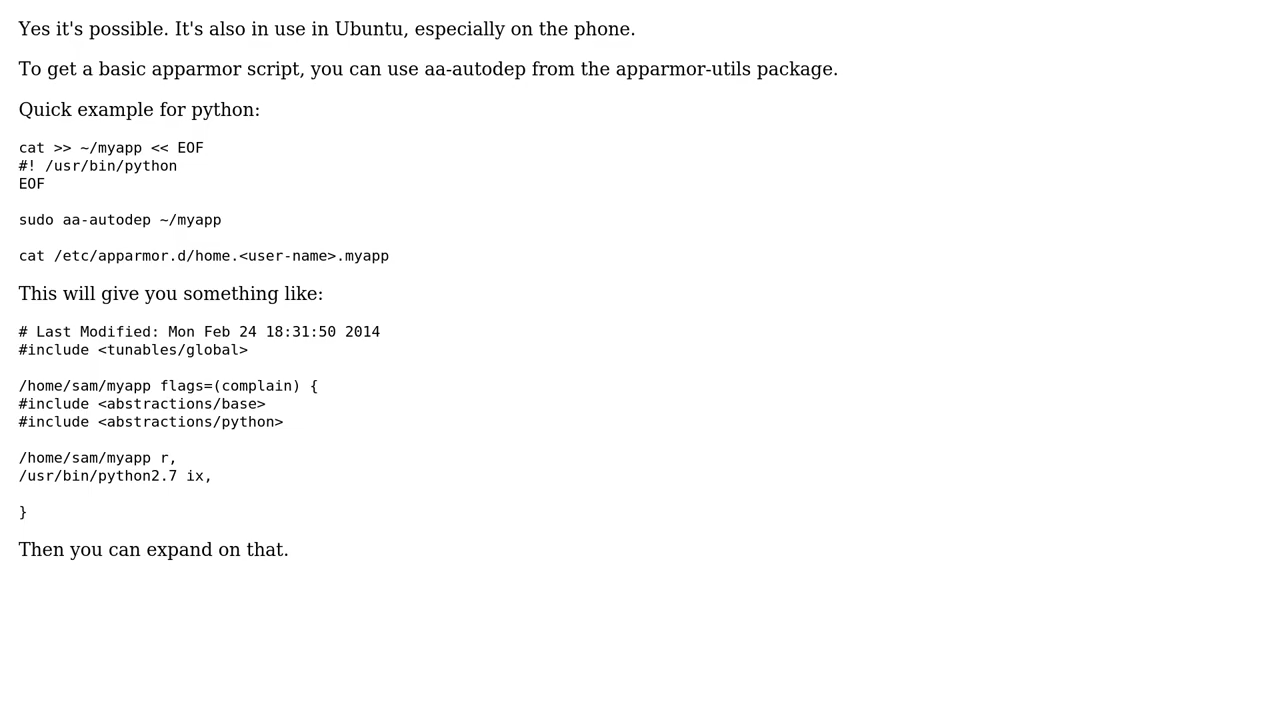 Yes it's possible. It's also in use in Ubuntu, especially on the phone.
To get a basic apparmor script, you can use aa-autodep from the apparmor-utils package.
Quick example for python:
cat >> ~/myapp << EOF
#! /usr/bin/python
EOF
sudo aa-autodep ~/myapp
cat /etc/apparmor.d/home.<user-name>.myapp
This will give you something like:
# Last Modified: Mon Feb 24 18:31:50 2014
#include <tunables/global>
/home/sam/myapp flags=(complain) {
#include <abstractions/base>
#include <abstractions/python>
/home/sam/myapp r,
/usr/bin/python2.7 ix,
}
Then you can expand on that.